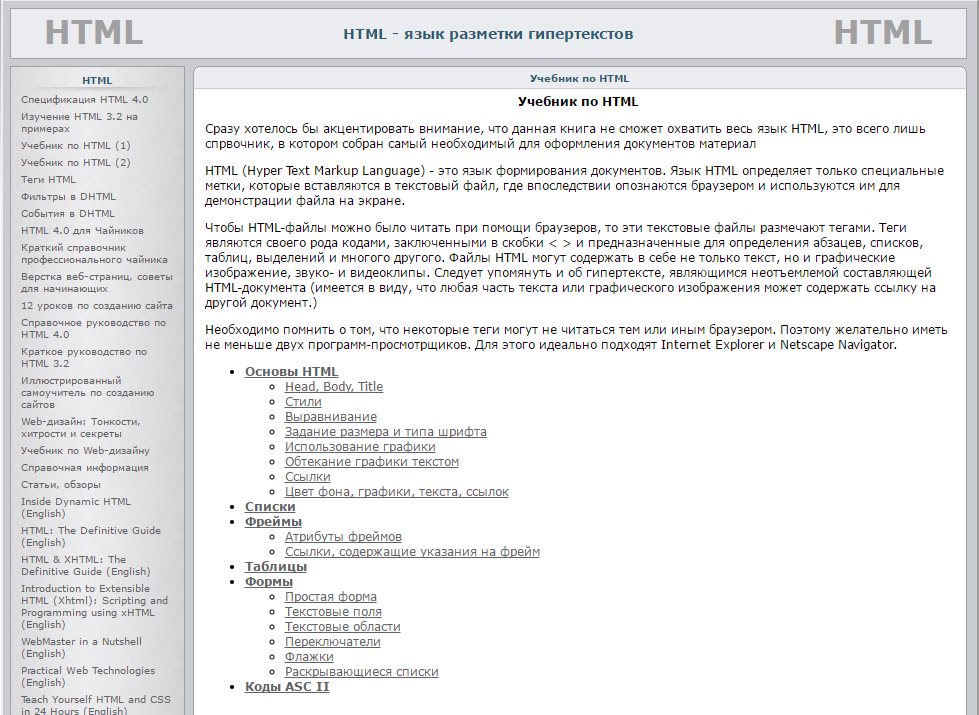 HTML
HTML - язык разметки гипертекстов
HTML
HTML
Спецификация HTML 4.0
Изучение HTML 3.2 на
примерах
Учебник по HTML (1)
Учебник по HTML (2)
Теги HTML
Фильтры в DHTML
События в DHTML
HTML 4.0 для Чайников
Краткий справочник
профессионального чайника
Верстка веб-страниц, советы
для начинающих
12 уроков по созданию сайта
Справочное руководство по
HTML 4.0
Краткое руководство по
HTML 3.2
Иллюстрированный
самоучитель по созданию
сайтов
Web-дизайн: Тонкости,
хитрости и секреты
Учебник по Web-дизайну
Справочная информация
Статьи, обзоры
Inside Dynamic HTML
(English)
HTML: The Definitive Guide
(English)
HTML & XHTML: The
Definitive Guide (English)
Introduction to Extensible
HTML (Xhtml): Scripting and
Programming using xHTML
(English)
WebMaster in a Nutshell
(English)
Practical Web Technologies
(English)
Teach Yourself HTML and CSS
in 24 Hours (English)
Учебник по HTML
Учебник по HTML
Сразу хотелось бы акцентировать внимание, что данная книга не сможет охватить весь язык HTML, это всего лишь
спрвочник, в котором собран самый необходимый для оформления документов материал
HTML (Hyper Text Markup Language) - это язык формирования документов. Язык HTML определяет только специальные
метки, которые вставляются в текстовый файл, где впоследствии опознаются браузером и используются им для
демонстрации файла на экране.
Чтобы HTML-файлы можно было читать при помощи браузеров, то эти текстовые файлы размечают тегами. Теги
являются своего рода кодами, заключенными в скобки < > и предназначенные для определения абзацев, списков,
таблиц, выделений и многого другого. Файлы HTML могут содержать в себе не только текст, но и графические
изображение, звуко- и видеоклипы. Следует упомянуть и об гипертексте, являющимся неотъемлемой составляющей
HTML-документа (имеется в виду, что любая часть текста или графического изображения может содержать ссылку на
другой документ.)
Необходимо помнить о том, что некоторые теги могут не читаться тем или иным браузером. Поэтому желательно иметь
не меньше двух программ-просмотрщиков. Для этого идеально подходят Internet Explorer и Netscape Navigator.
Основы HTML
Head, Body, Title
Стили
Выравнивание
Задание размера и типа шрифта
Использование графики
Обтекание графики текстом
Ссылки
Цвет фона, графики, текста, ссылок
Списки
Фреймы
Атрибуты фреймов
Ссылки, содержащие указания на фрейм
Таблицы
Формы
Простая форма
Текстовые поля
Текстовые области
Переключатели
Флажки
Раскрывающиеся списки
Коды ASC II